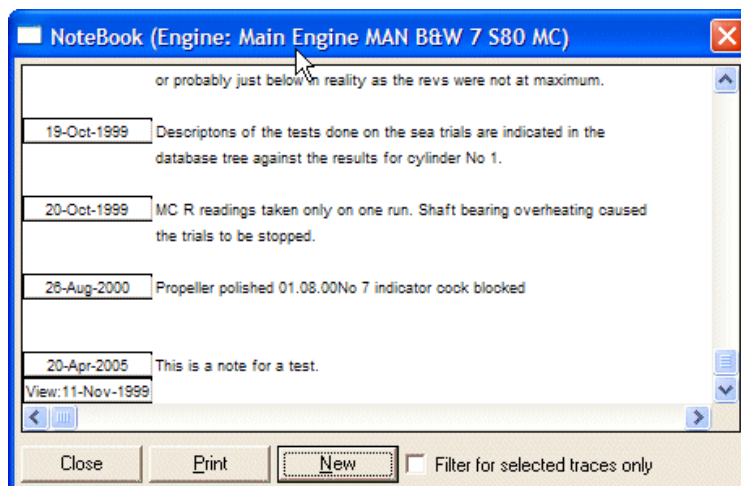 NoteBook (Engine: Main Engine MAN B&W 7 S80 MC)
or probably just below in reality as the revs were not at maximum.
19-Oct-1999 Descriptons of the tests done on the sea trials are indicated in the
database tree against the results for cylinder No 1.
20-Oct-1999 MC R readings taken only on one run. Shaft bearing overheating caused
the trials to be stopped.
26-Aug-2000 Propeller polished 01.08.00No 7 indicator cock blocked
20-Apr-2005 This is a note for a test.
View:11-Nov-1999
Close Print New Filter for selected traces only